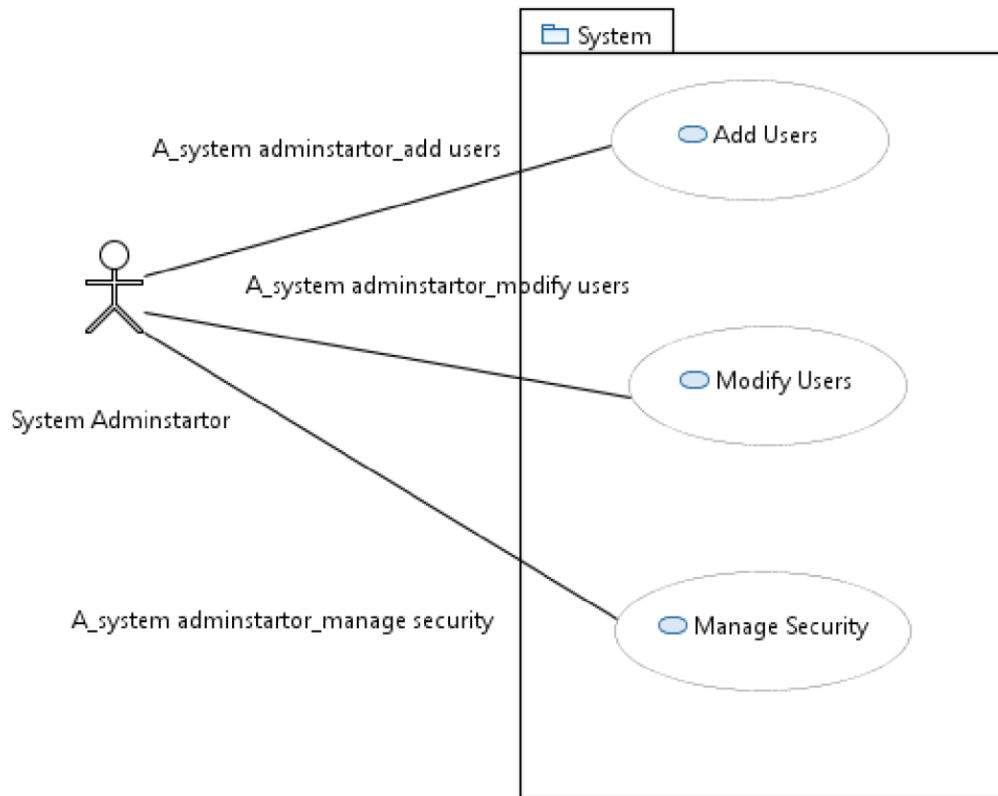 System
Add Users
A_system adminstartor_add users
A_system adminstartor_modify users
Modify Users
System Adminstartor
A_system adminstartor_manage security
Manage Security